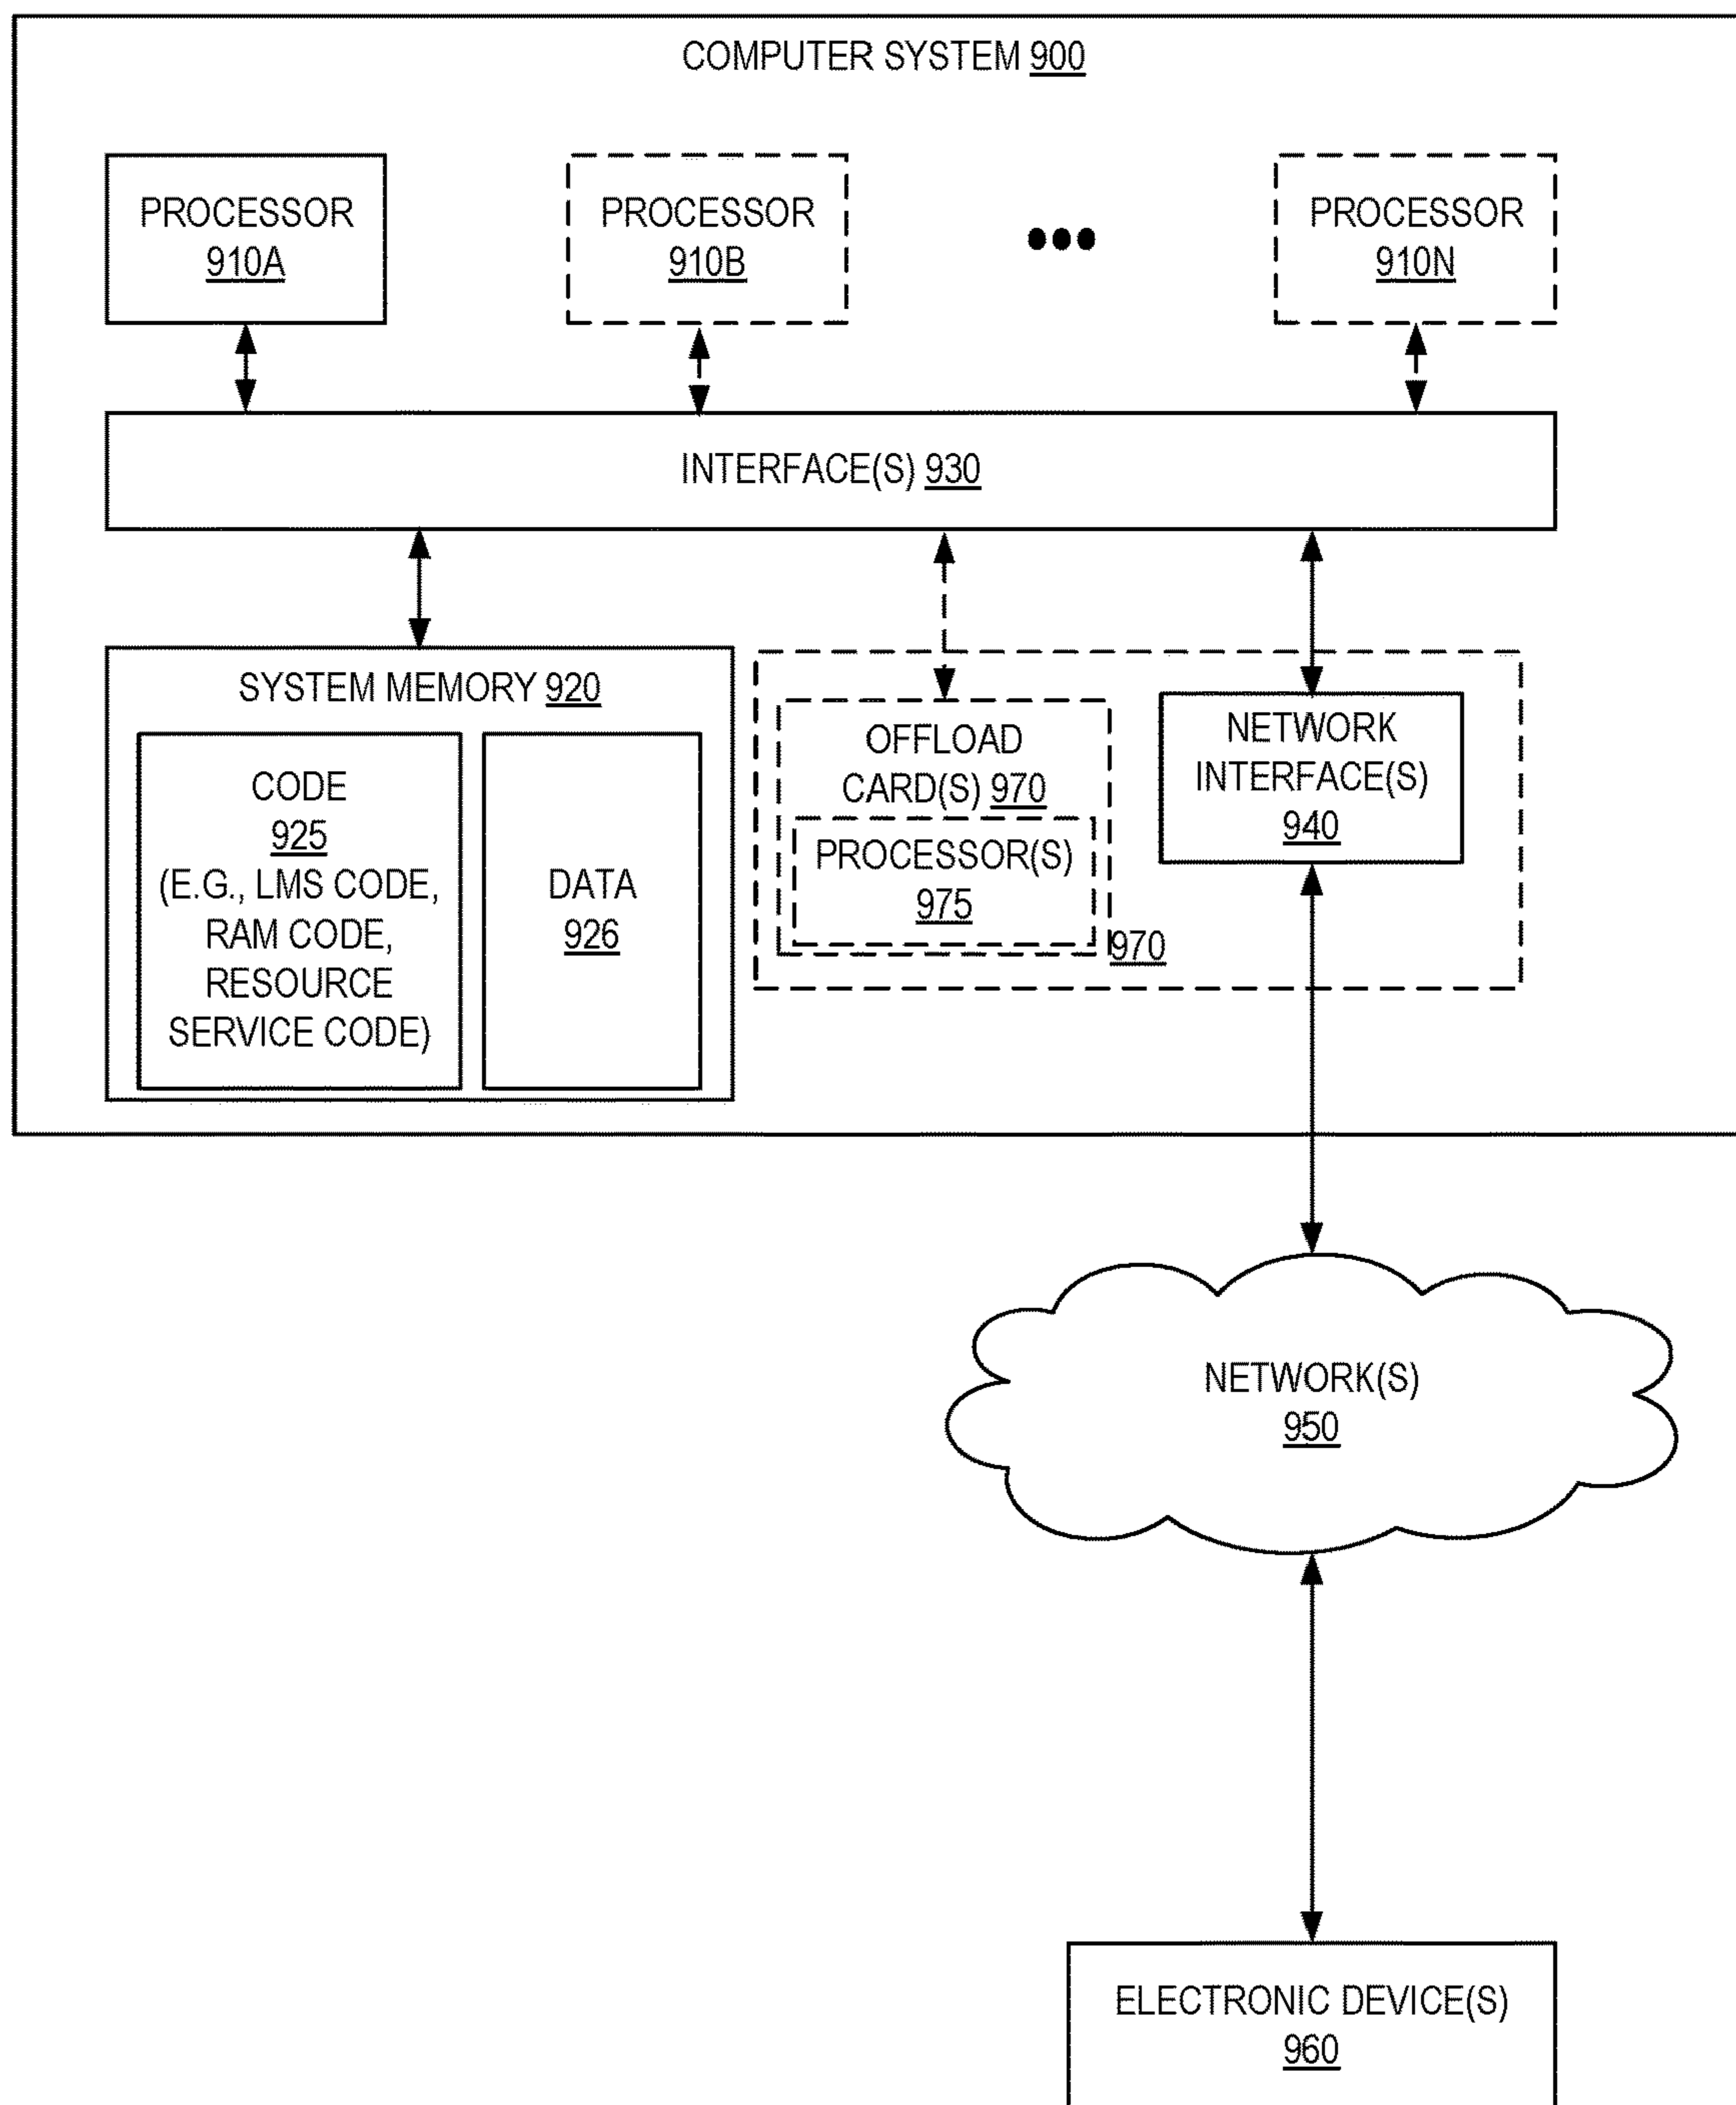 COMPUTER SYSTEM 900
PROCESSOR
910A
PROCESSOR
910B
PROCESSOR
910N
INTERFACE(S) 930
SYSTEM MEMORY 920
CODE
925
(E.G., LMS CODE,
RAM CODE,
RESOURCE
SERVICE CODE)
DATA
926
OFFLOAD
CARD(S) 970
PROCESSOR(S)
975
970
NETWORK
INTERFACE(S)
940
NETWORK(S)
950
ELECTRONIC DEVICE(S)
960